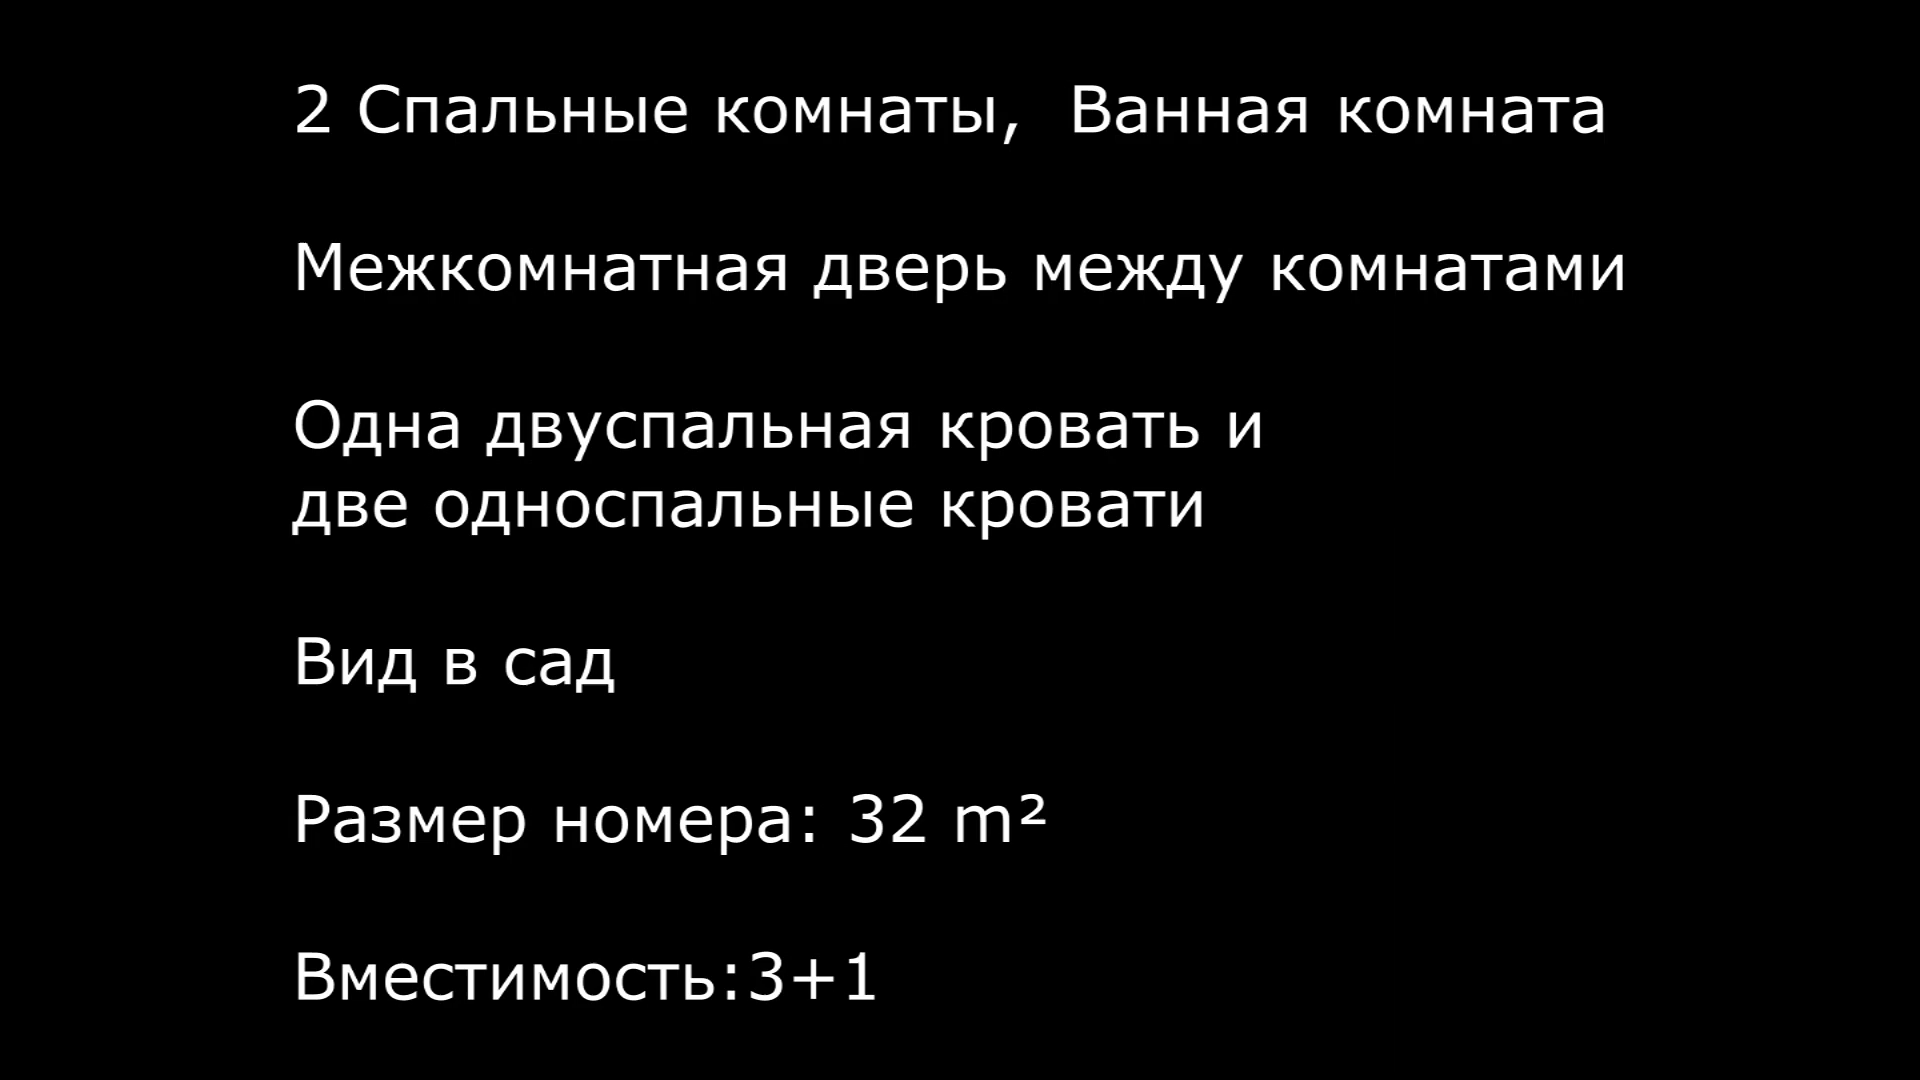 2 Спальные комнаты,  Ванная комната
Межкомнатная дверь между комнатами
Одна двуспальная кровать и
две односпальные кровати
Вид в сад
Размер номера: 32 m²
Вместимость:3+1